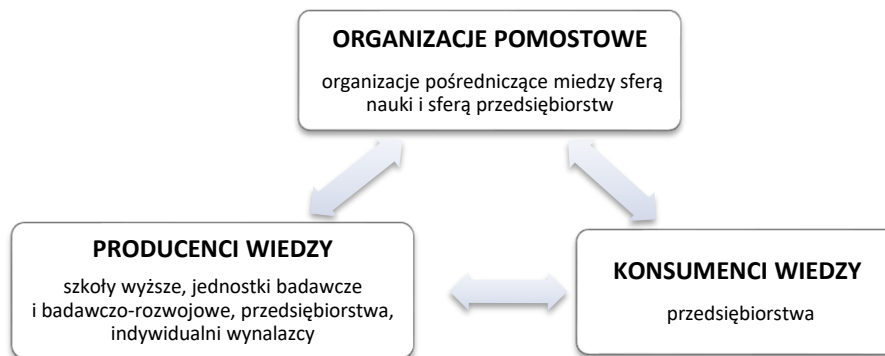 ORGANIZACJE POMOSTOWE
organizacje pośredniczące miedzy sferą
nauki i sferą przedsiębiorstw
PRODUCENCI WIEDZY
szkoły wyższe, jednostki badawcze
i badawczo-rozwojowe, przedsiębiorstwa,
indywidualni wynalazcy
KONSUMENCI WIEDZY
przedsiębiorstwa